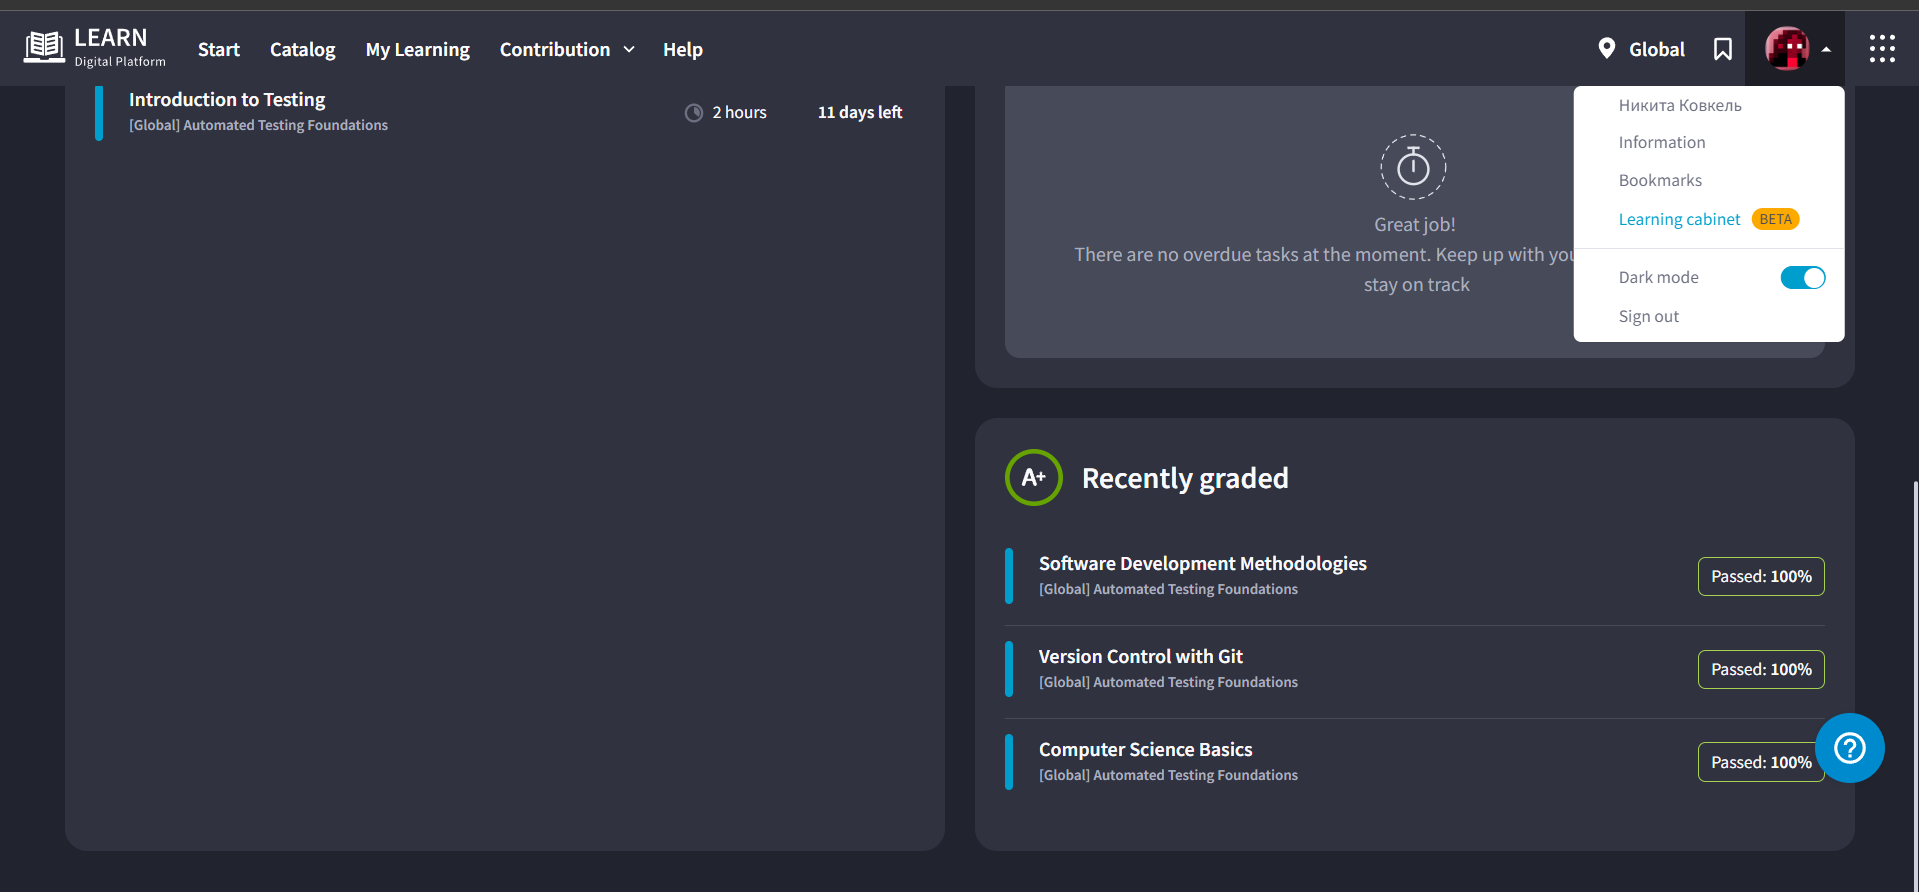 LEARN
Digital Platform
Start
Catalog
My Learning
Contribution
Help
Global
Introduction to Testing
[Global] Automated Testing Foundations
2 hours
11 days left
Great job!
There are no overdue tasks at the moment. Keep up with
stay on track
Никита Ковкель
Information
Bookmarks
Learning cabinet BETA
Dark mode
Sign out
A+
Recently graded
Software Development Methodologies
[Global] Automated Testing Foundations
Passed: 100%
Version Control with Git
[Global] Automated Testing Foundations
Passed: 100%
Computer Science Basics
[Global] Automated Testing Foundations
Passed: 100%
?